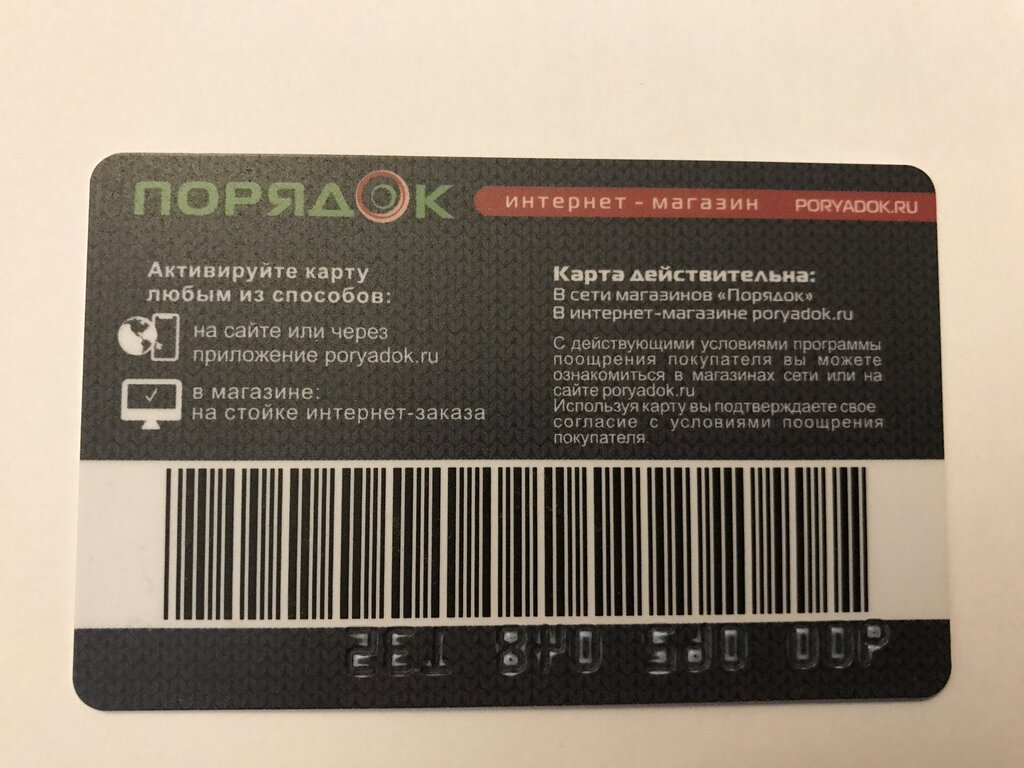 ПОРЯДОК
интернет - магазин PORYADOK.RU
Активируйте карту
любым из способов:
на сайте или через
приложение poryadok.ru
в магазине:
на стойке интернет-заказа
Карта действительна:
В сети магазинов «Порядок»
В интернет-магазине poryadok.ru
С действующими условиями программы
поощрения покупателя вы можете
ознакомиться в магазинах сети или на
сайте poryadok.ru
Используя карту вы подтверждаете свое
согласие с условиями поощрения
покупателя.